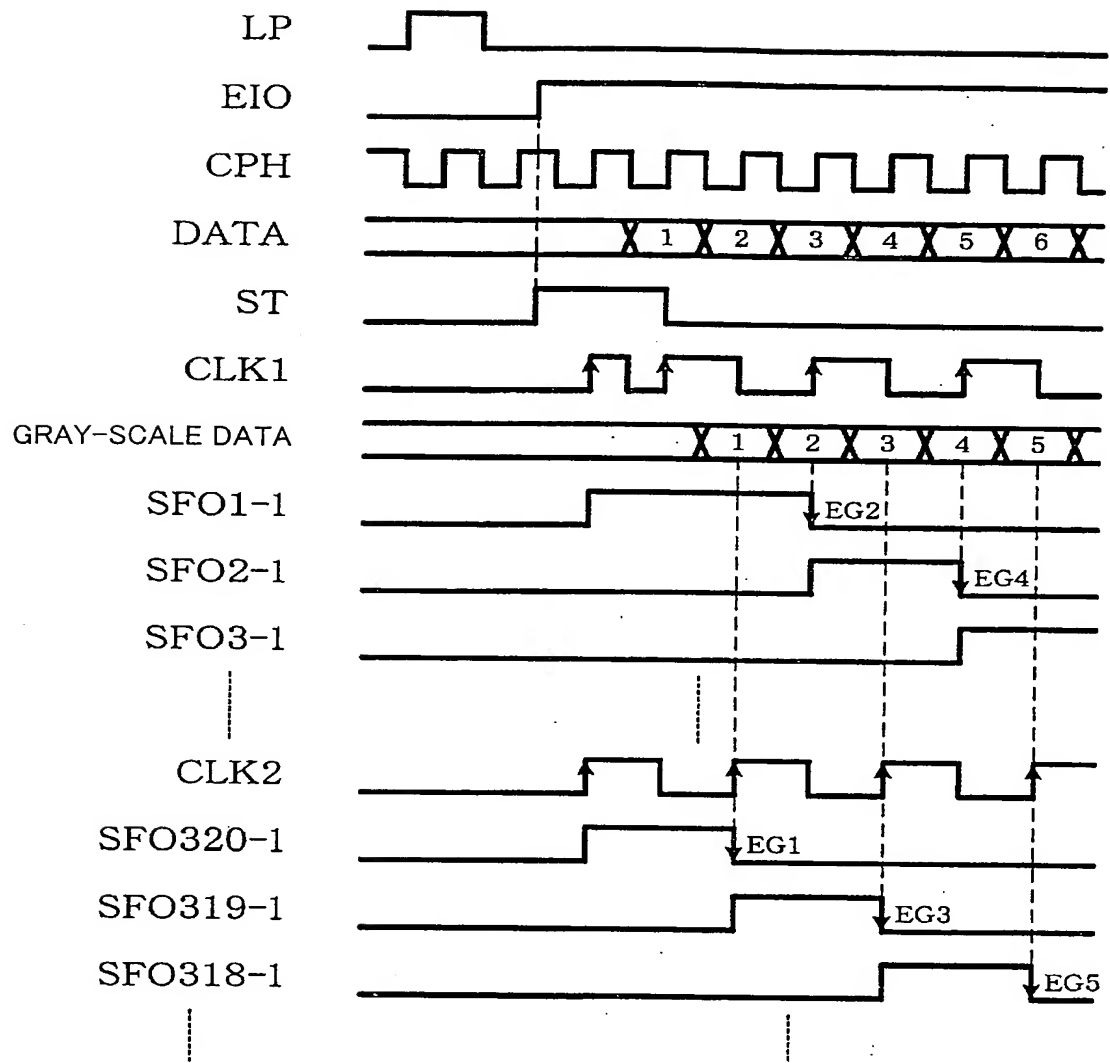 LP
EIO
CPH
DATA 1 2 3 4 5 6
ST
CLK1
GRAY-SCALE DATA 1 2 3 4 5
SFO1-1 EG2
SFO2-1 EG4
SFO3-1
CLK2
SFO320-1 EG1
SFO319-1 EG3
SFO318-1 EG5